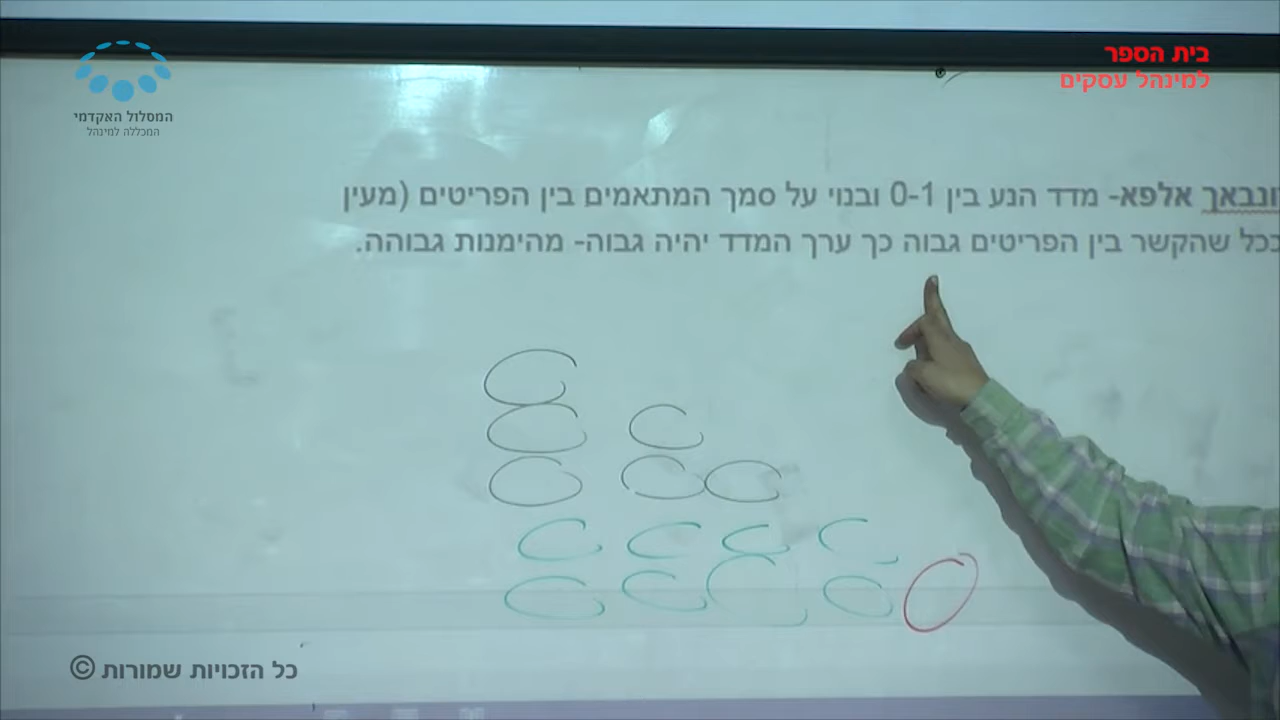 בית הספר
למינהל עסקים
המסלול האקדמי
המכללה למינהל
ונבאך אלפא- מדד הנע בין 0-1 ובנוי על סמך המתאמים בין הפריטים (מעין
ככל שהקשר בין הפריטים גבוה כך ערך המדד יהיה גבוה- מהימנות גבוהה.
כל הזכויות שמורות ©